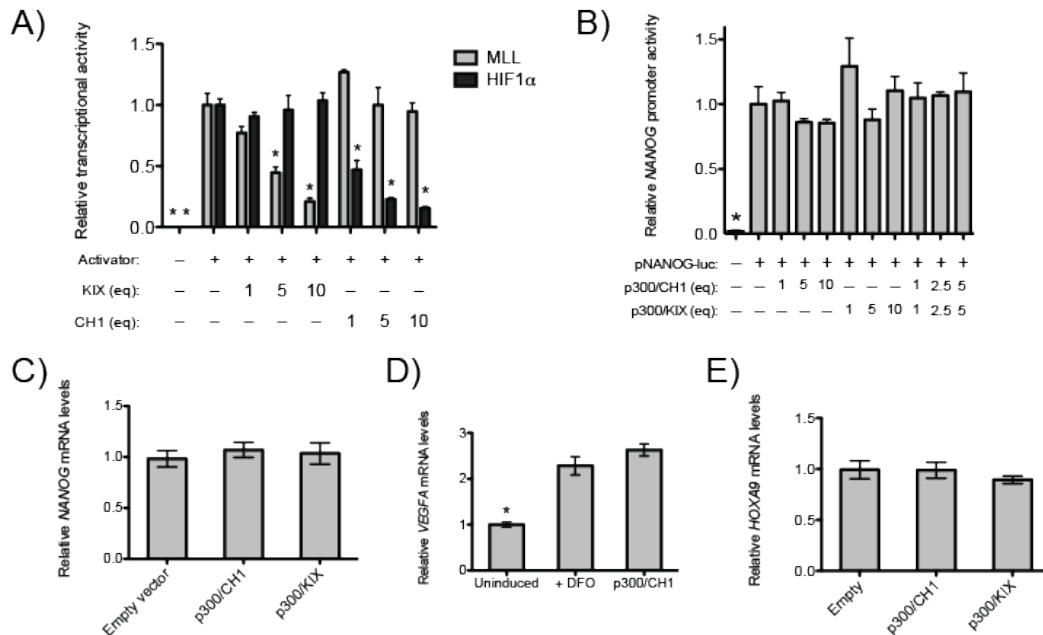 A)
Relative transcriptional activity
1.5
1.0
0.5
0.0
* *
*
*
*
*
*
MLL
HIF1α
Activator: – + + + + + + +
KIX (eq): – – 1 5 10 – – –
CH1 (eq): – – – – – 1 5 10
B)
Relative NANOG promoter activity
1.5
1.0
0.5
0.0
*
pNANOG-luc: – + + + + + + + + + +
p300/CH1 (eq): – – 1 5 10 – – – 1 2.5 5
p300/KIX (eq): – – – – – 1 5 10 1 2.5 5
C)
Relative NANOG mRNA levels
1.5
1.0
0.5
0.0
Empty vector
p300/CH1
p300/KIX
D)
Relative VEGFA mRNA levels
3
2
1
0
*
Uninduced
+ DFO
p300/CH1
E)
Relative HOXA9 mRNA levels
1.5
1.0
0.5
0.0
Empty
p300/CH1
p300/KIX